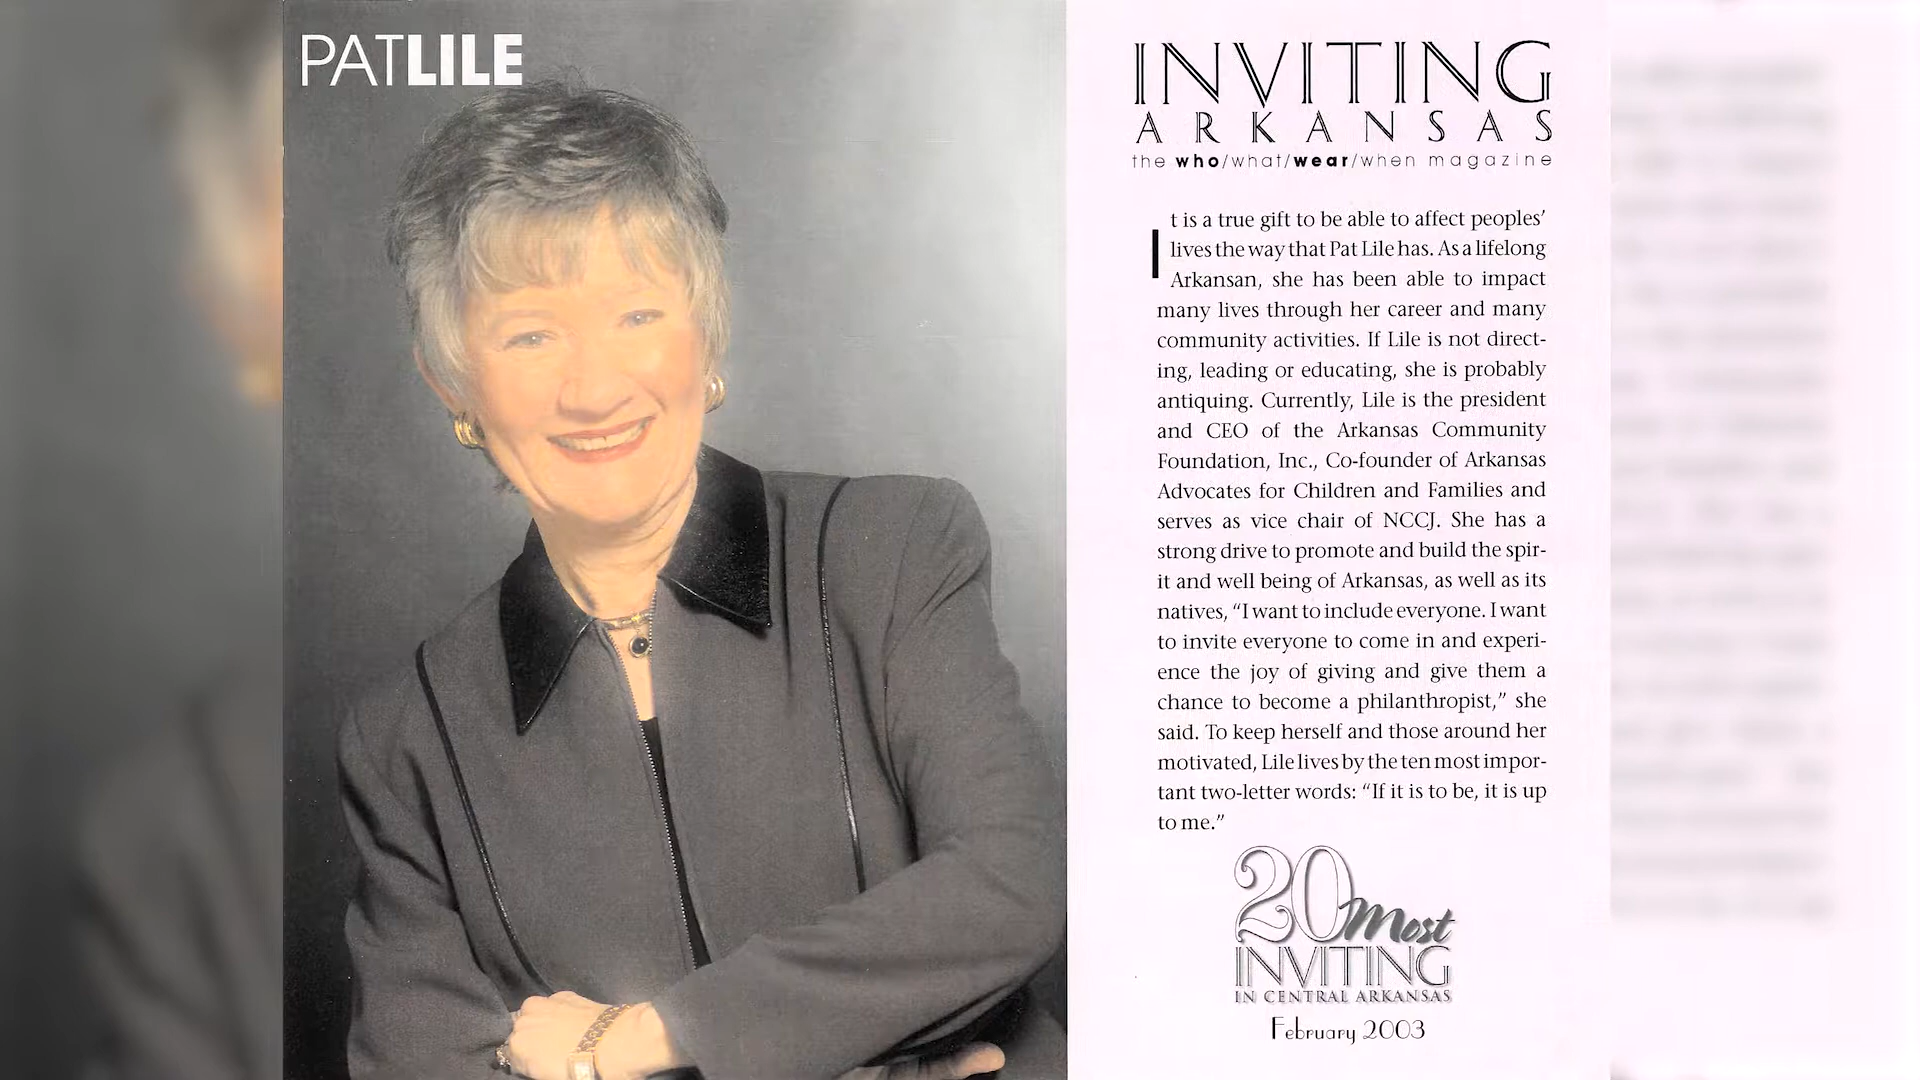 PATLILE
INVITING
ARKANSAS
the who/what/wear/when magazine
It is a true gift to be able to affect peoples’
lives the way that Pat Lile has. As a lifelong
Arkansan, she has been able to impact
many lives through her career and many
community activities. If Lile is not direct-
ing, leading or educating, she is probably
antiquing. Currently, Lile is the president
and CEO of the Arkansas Community
Foundation, Inc., Co-founder of Arkansas
Advocates for Children and Families and
serves as vice chair of NCCJ. She has a
strong drive to promote and build the spir-
it and well being of Arkansas, as well as its
natives, “I want to include everyone. I want
to invite everyone to come in and experi-
ence the joy of giving and give them a
chance to become a philanthropist,” she
said. To keep herself and those around her
motivated, Lile lives by the ten most impor-
tant two-letter words: “If it is to be, it is up
to me.”
20 Most
INVITING
IN CENTRAL ARKANSAS
February 2003